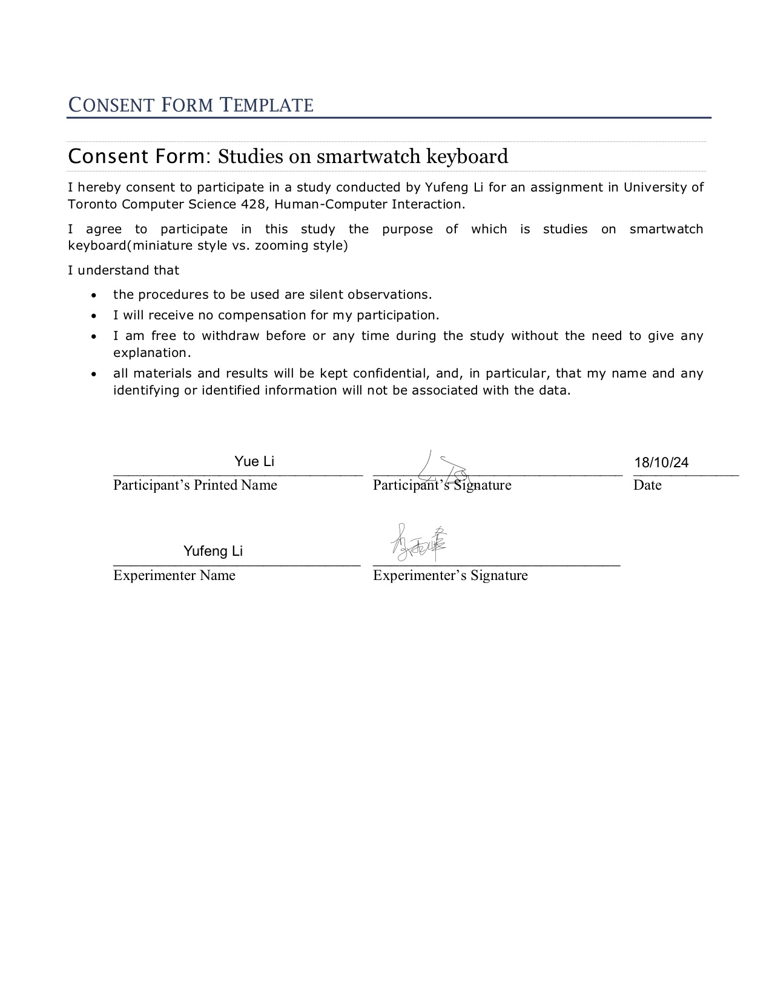 CONSENT FORM TEMPLATE
Consent Form: Studies on smartwatch keyboard
I hereby consent to participate in a study conducted by Yufeng Li for an assignment in University of
Toronto Computer Science 428, Human-Computer Interaction.
I agree to participate in this study the purpose of which is studies on smartwatch
keyboard(miniature style vs. zooming style)
I understand that
• the procedures to be used are silent observations.
• I will receive no compensation for my participation.
• I am free to withdraw before or any time during the study without the need to give any
explanation.
• all materials and results will be kept confidential, and, in particular, that my name and any
identifying or identified information will not be associated with the data.
Yue Li 18/10/24
Participant’s Printed Name Participant’s Signature Date
Yufeng Li
Experimenter Name Experimenter’s Signature